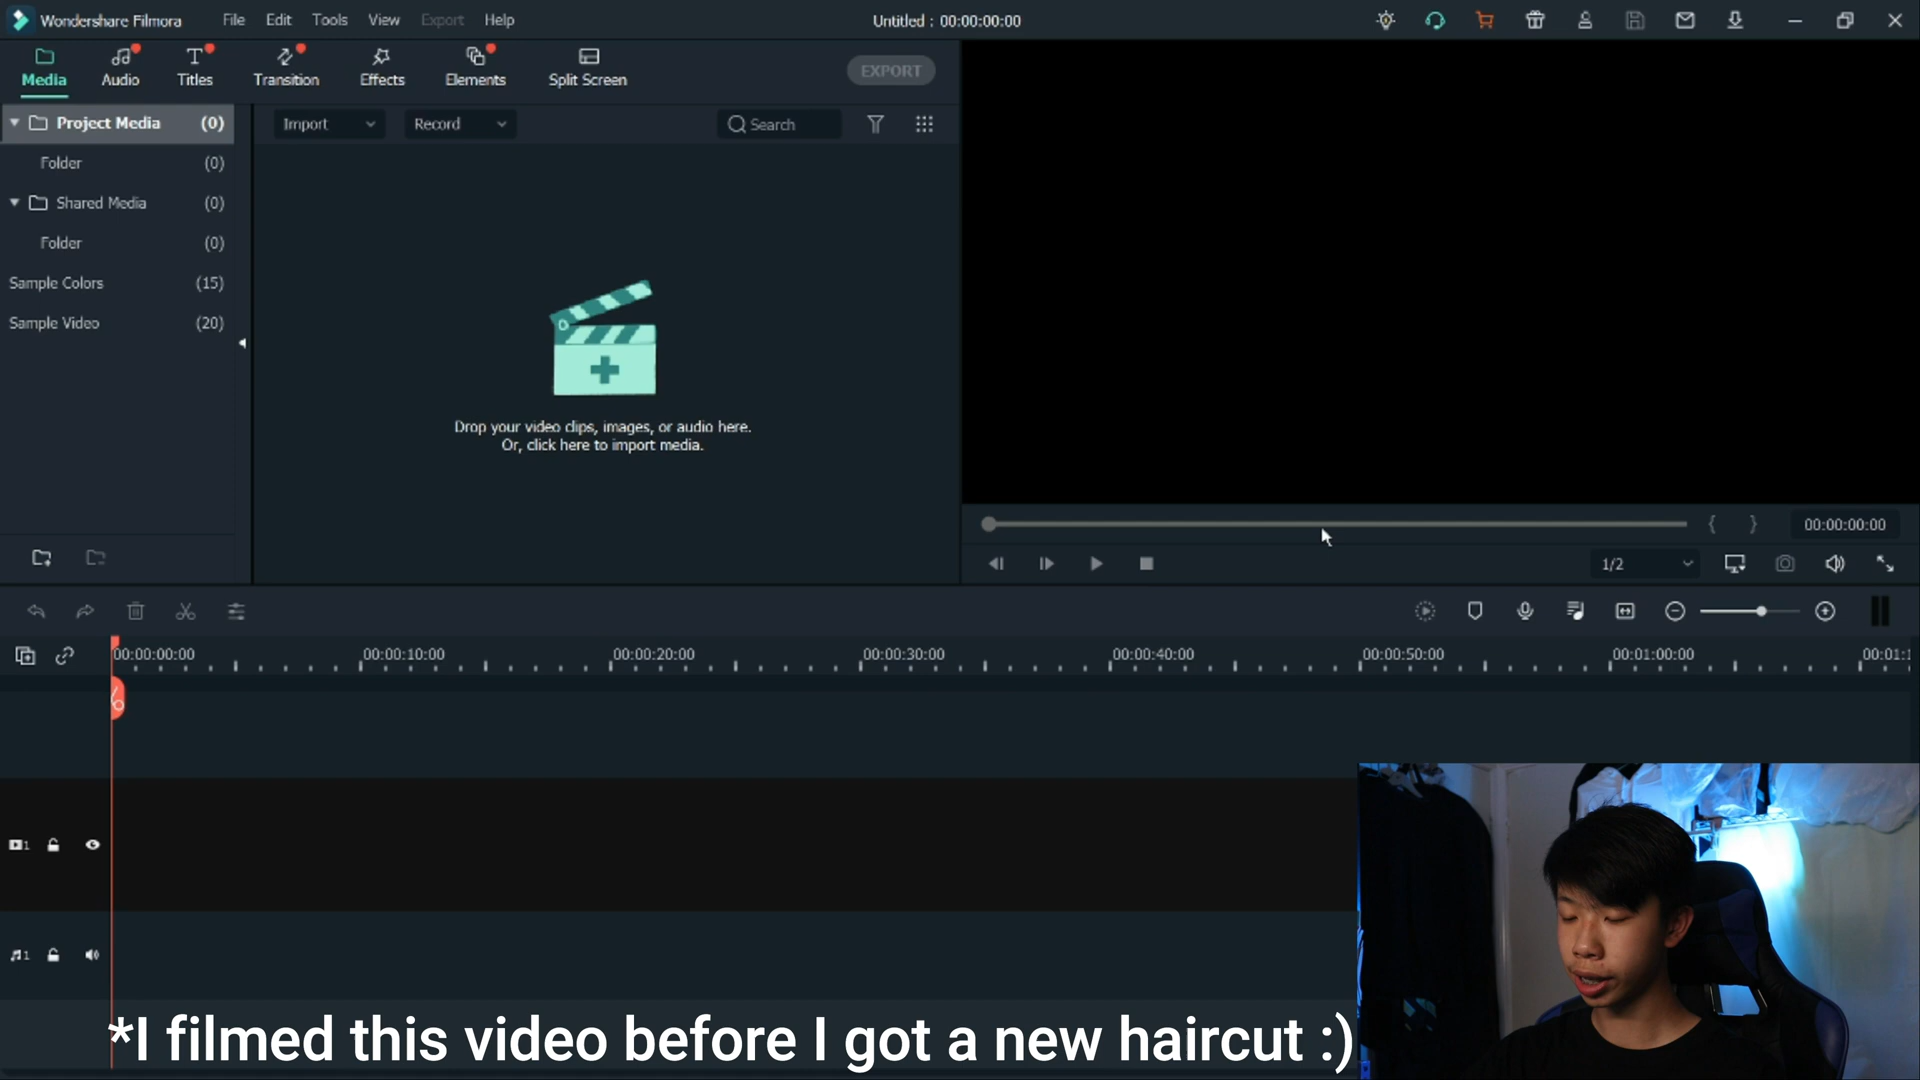 Wondershare Filmora File Edit Tools View Export Help Untitled : 00:00:00:00
Media Audio Titles Transition Effects Elements Split Screen EXPORT
Project Media (0)
Folder (0)
Shared Media (0)
Folder (0)
Sample Colors (15)
Sample Video (20)
Import Record Search
Drop your video clips, images, or audio here.
Or, click here to import media.
{ } 00:00:00:00
1/2
00:00:00:00 00:00:10:00 00:00:20:00 00:00:30:00 00:00:40:00 00:00:50:00 00:01:00:00 00:01:1
1
1
*I filmed this video before I got a new haircut :)